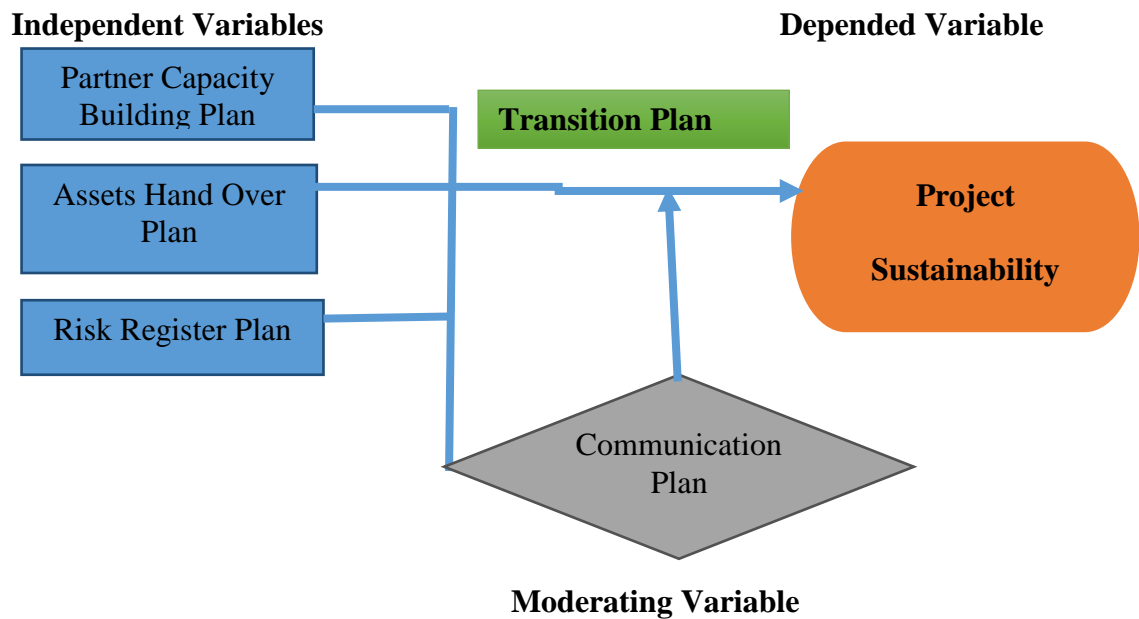 Independent Variables
Depended Variable
Partner Capacity
Building Plan
Transition Plan
Assets Hand Over
Plan
Project
Sustainability
Risk Register Plan
Communication
Plan
Moderating Variable